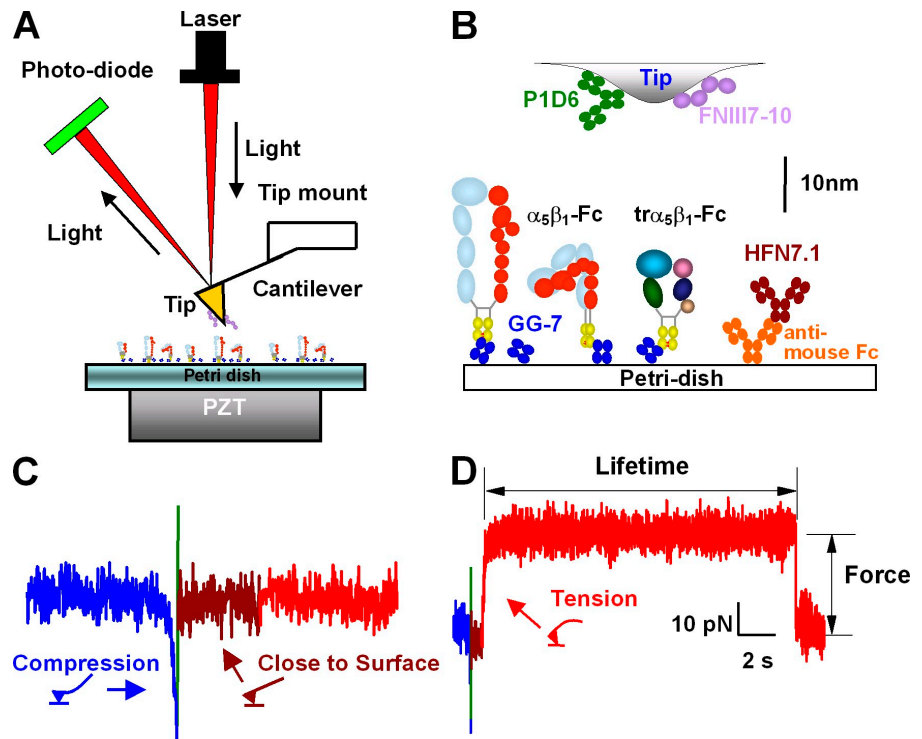 A
Laser
Photo-diode
Light
Tip mount
Light
Cantilever
Tip
Petri dish
PZT
B
Tip
P1D6
FNIII7-10
10nm
α₅β₁-Fc
trα₅β₁-Fc
HFN7.1
GG-7
anti-
mouse Fc
Petri-dish
C
Compression
Close to Surface
D
Lifetime
Tension
Force
10 pN
2 s